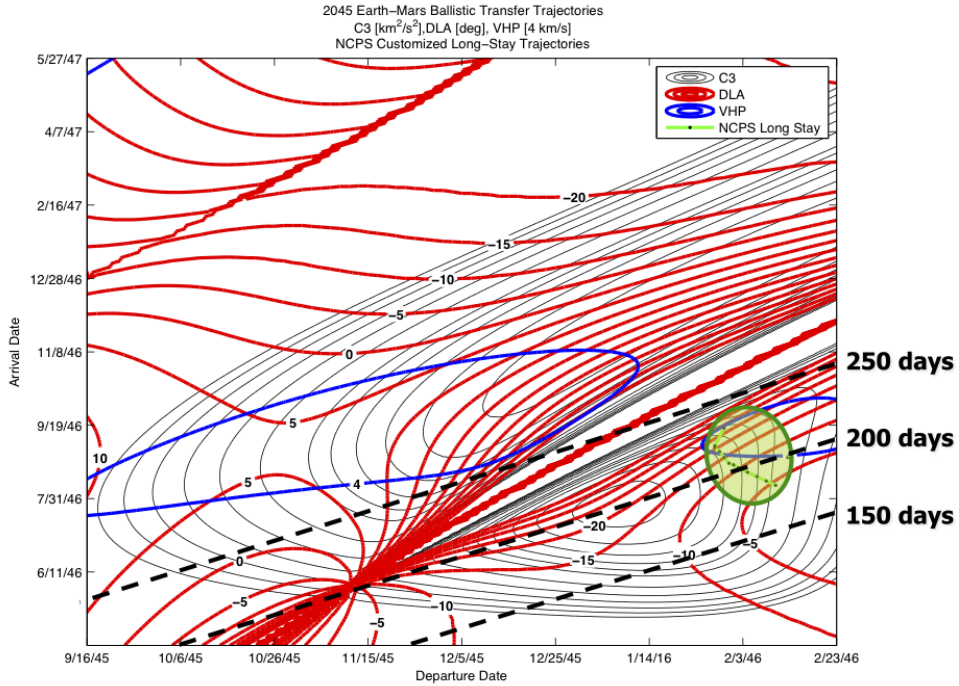 2045 Earth−Mars Ballistic Transfer Trajectories
C3 [km²/s²],DLA [deg], VHP [4 km/s]
NCPS Customized Long−Stay Trajectories
C3
DLA
VHP
NCPS Long Stay
5/27/47
4/7/47
2/16/47
12/28/46
11/8/46
9/19/46
7/31/46
6/11/46
Arrival Date
−20
−15
−10
−5
0
5
10
5
4
0
−5
−5
−10
−20
−15
−10
−5
250 days
200 days
150 days
9/16/45
10/6/45
10/26/45
11/15/45
12/5/45
12/25/45
1/14/16
2/3/46
2/23/46
Departure Date